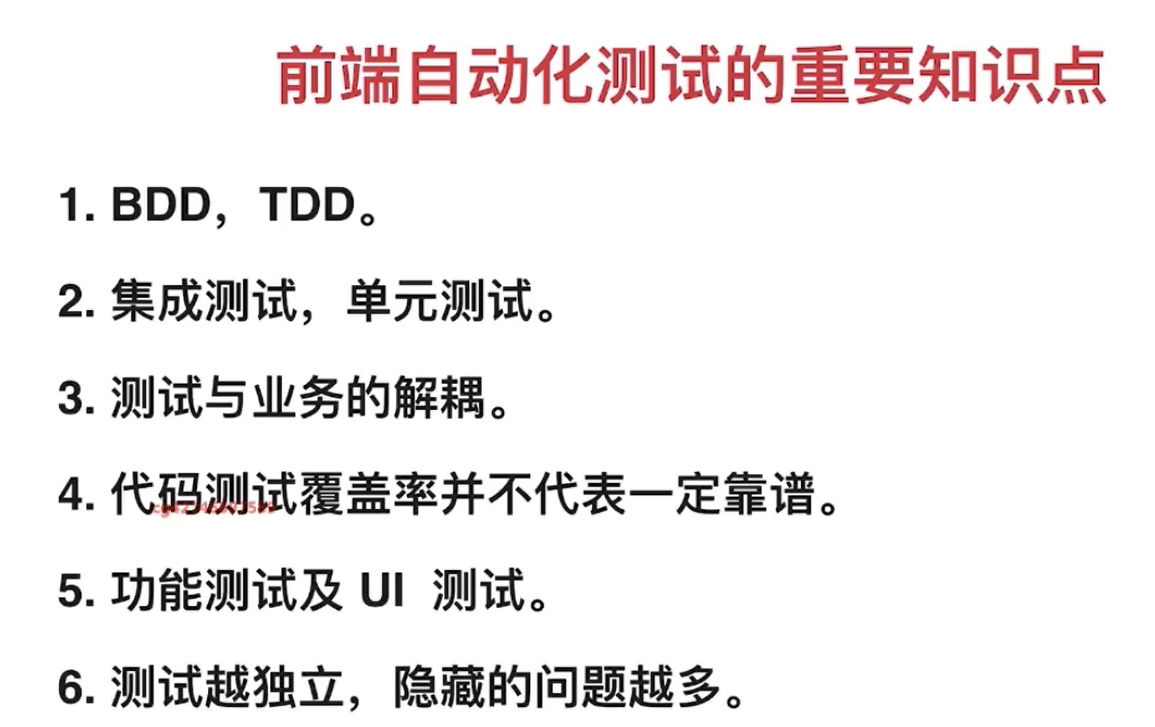 前端自动化测试的重要知识点
1. BDD，TDD。
2. 集成测试，单元测试。
3. 测试与业务的解耦。
4. 代码测试覆盖率并不代表一定靠谱。
5. 功能测试及 UI 测试。
6. 测试越独立，隐藏的问题越多。